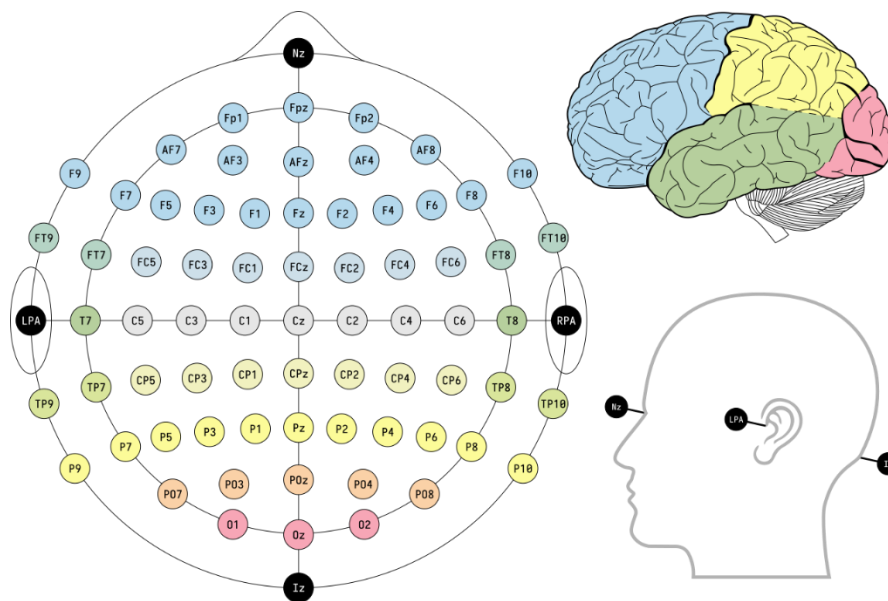 Nz
Fp1 Fpz Fp2
AF7 AF3 AFz AF4 AF8
F9 F7 F5 F3 F1 Fz F2 F4 F6 F8 F10
FT9 FT7 FC5 FC3 FC1 FCz FC2 FC4 FC6 FT8 FT10
LPA T7 C5 C3 C1 Cz C2 C4 C6 T8 RPA
TP9 TP7 CP5 CP3 CP1 CPz CP2 CP4 CP6 TP8 TP10
P9 P7 P5 P3 P1 Pz P2 P4 P6 P8 P10
PO7 PO3 POz PO4 PO8
O1 Oz O2
Iz
Nz
LPA